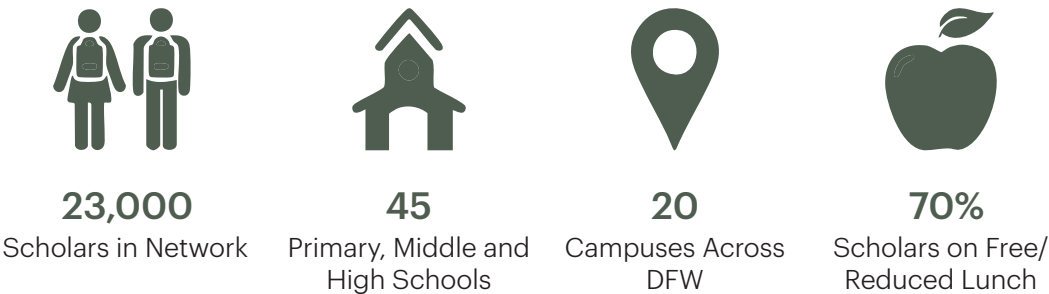 23,000
Scholars in Network
45
Primary, Middle and
High Schools
20
Campuses Across
DFW
70%
Scholars on Free/
Reduced Lunch